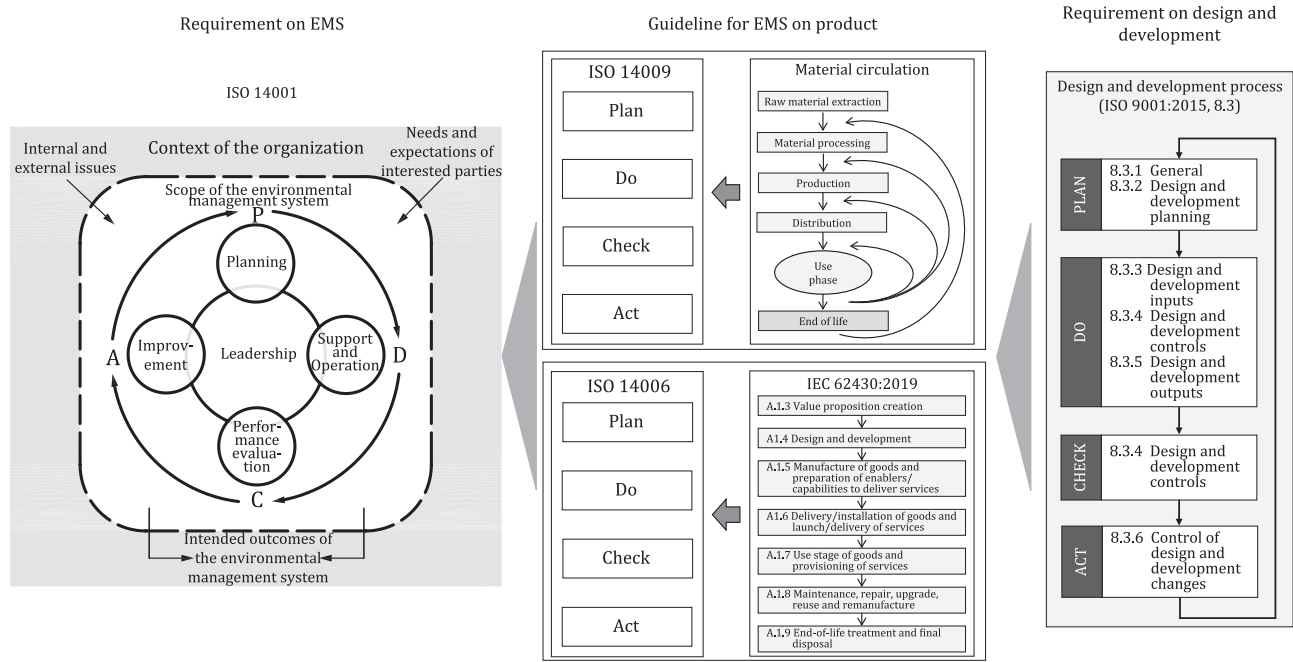 Requirement on EMS
ISO 14001
Internal and
external issues
Context of the organization
Needs and
expectations of
interested parties
Scope of the environmental
management system
P
Planning
A
Improv-
ement
Leadership
Support and
Operation
D
Perfor-
mance
evalua-
tion
C
Intended outcomes of
the environmental
management system
Guideline for EMS on product
ISO 14009
Plan
Do
Check
Act
Material circulation
Raw material extraction
Material processing
Production
Distribution
Use
phase
End of life
ISO 14006
Plan
Do
Check
Act
IEC 62430:2019
A.1.3 Value proposition creation
A1.4 Design and development
A.1.5 Manufacture of goods and
preparation of enablers/
capabilities to deliver services
A1.6 Delivery/installation of goods and
launch/delivery of services
A.1.7 Use stage of goods and
provisioning of services
A.1.8 Maintenance, repair, upgrade,
reuse and remanufacture
A.1.9 End-of-life treatment and final
disposal
Requirement on design and
development
Design and development process
(ISO 9001:2015, 8.3)
PLAN
8.3.1 General
8.3.2 Design and
development
planning
DO
8.3.3 Design and
development
inputs
8.3.4 Design and
development
controls
8.3.5 Design and
development
outputs
CHECK
8.3.4 Design and
development
controls
ACT
8.3.6 Control of
design and
development
changes